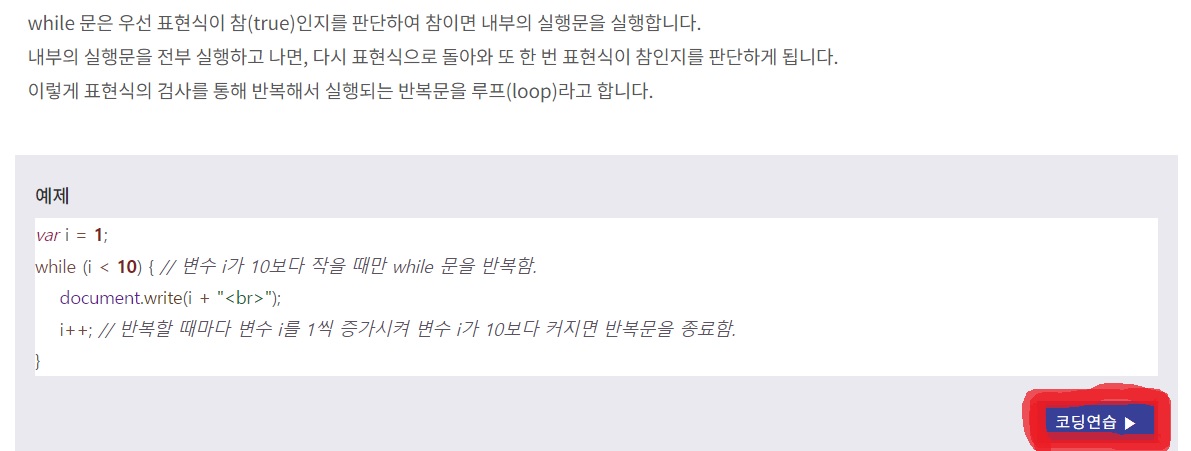 while 문은 우선 표현식이 참(true)인지를 판단하여 참이면 내부의 실행문을 실행합니다.
내부의 실행문을 전부 실행하고 나면, 다시 표현식으로 돌아와 또 한 번 표현식이 참인지를 판단하게 됩니다.
이렇게 표현식의 검사를 통해 반복해서 실행되는 반복문을 루프(loop)라고 합니다.
예제
var i = 1;
while (i < 10) { // 변수 i가 10보다 작을 때만 while 문을 반복함.
    document.write(i + "<br>");
    i++; // 반복할 때마다 변수 i를 1씩 증가시켜 변수 i가 10보다 커지면 반복문을 종료함.
}
코딩연습 ▶